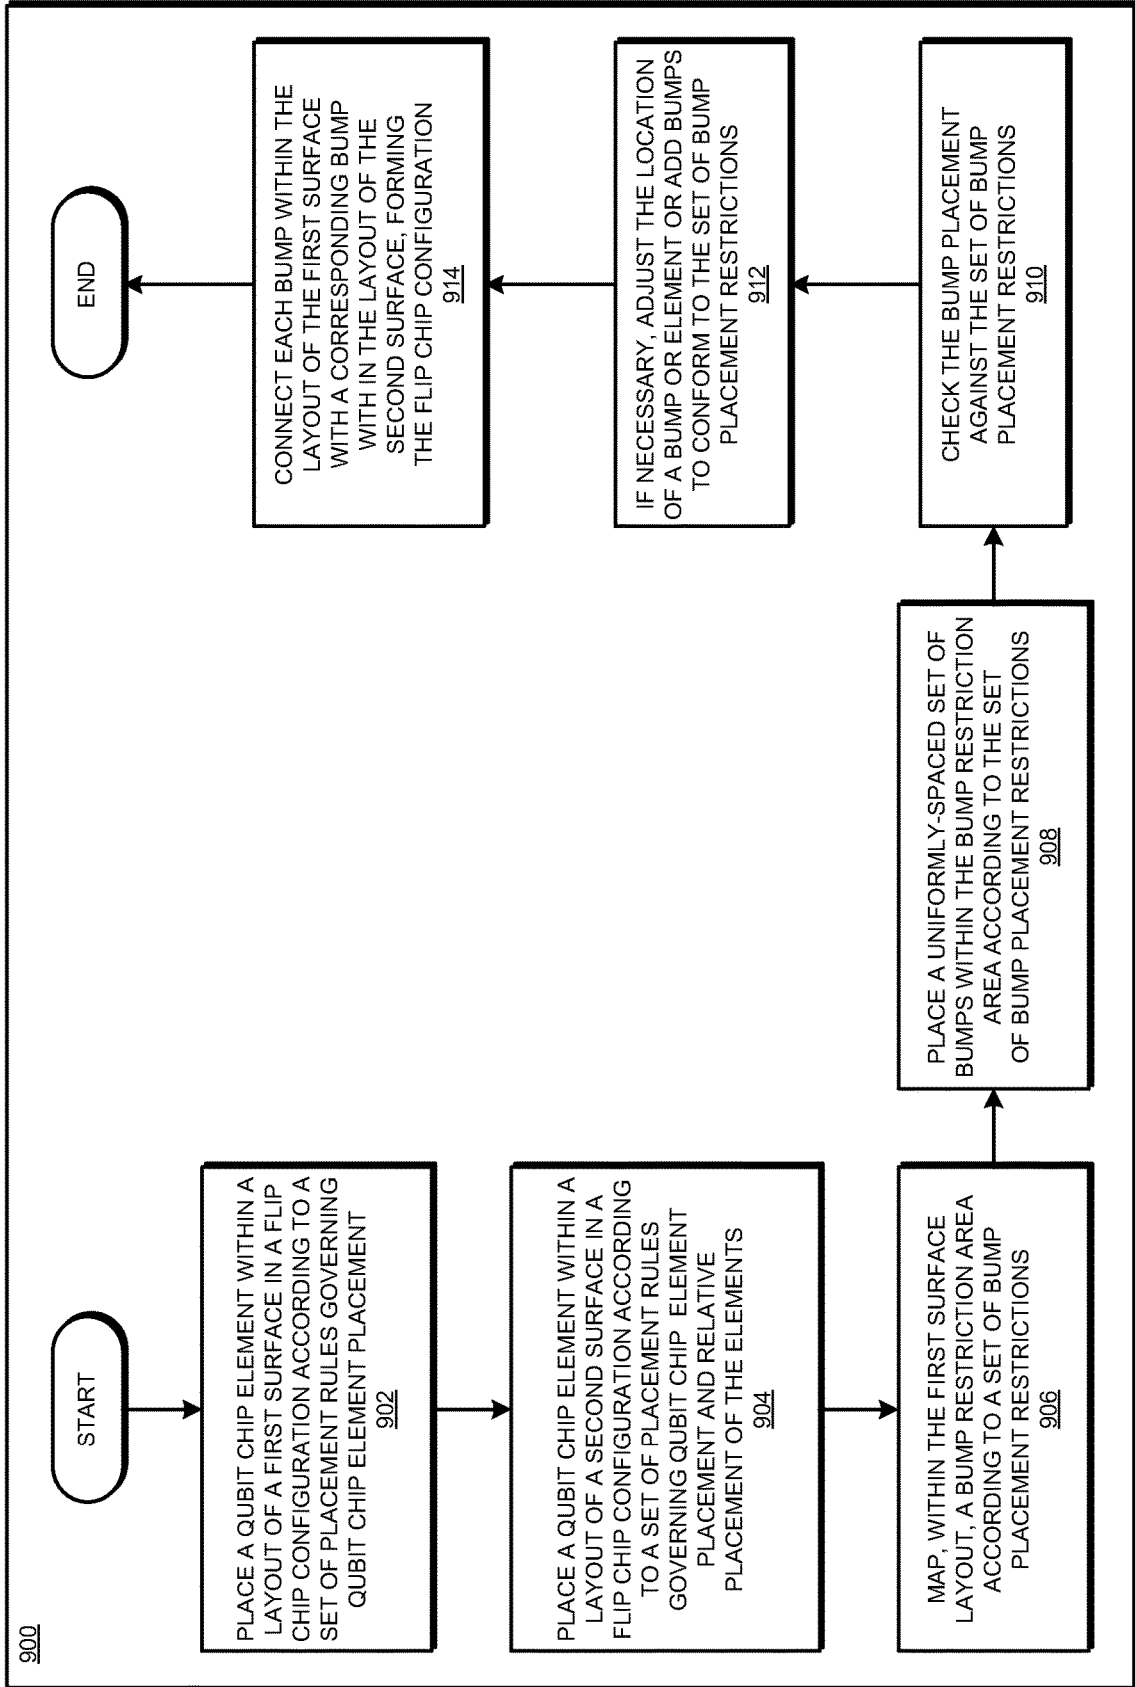 900
START
PLACE A QUBIT CHIP ELEMENT WITHIN A
LAYOUT OF A FIRST SURFACE IN A FLIP
CHIP CONFIGURATION ACCORDING TO A
SET OF PLACEMENT RULES GOVERNING
QUBIT CHIP ELEMENT PLACEMENT
902
PLACE A QUBIT CHIP ELEMENT WITHIN A
LAYOUT OF A SECOND SURFACE IN A
FLIP CHIP CONFIGURATION ACCORDING
TO A SET OF PLACEMENT RULES
GOVERNING QUBIT CHIP ELEMENT
PLACEMENT AND RELATIVE
PLACEMENT OF THE ELEMENTS
904
MAP, WITHIN THE FIRST SURFACE
LAYOUT, A BUMP RESTRICTION AREA
ACCORDING TO A SET OF BUMP
PLACEMENT RESTRICTIONS
906
PLACE A UNIFORMLY-SPACED SET OF
BUMPS WITHIN THE BUMP RESTRICTION
AREA ACCORDING TO THE SET
OF BUMP PLACEMENT RESTRICTIONS
908
CHECK THE BUMP PLACEMENT
AGAINST THE SET OF BUMP
PLACEMENT RESTRICTIONS
910
IF NECESSARY, ADJUST THE LOCATION
OF A BUMP OR ELEMENT OR ADD BUMPS
TO CONFORM TO THE SET OF BUMP
PLACEMENT RESTRICTIONS
912
CONNECT EACH BUMP WITHIN THE
LAYOUT OF THE FIRST SURFACE
WITH A CORRESPONDING BUMP
WITH IN THE LAYOUT OF THE
SECOND SURFACE, FORMING
THE FLIP CHIP CONFIGURATION
914
END